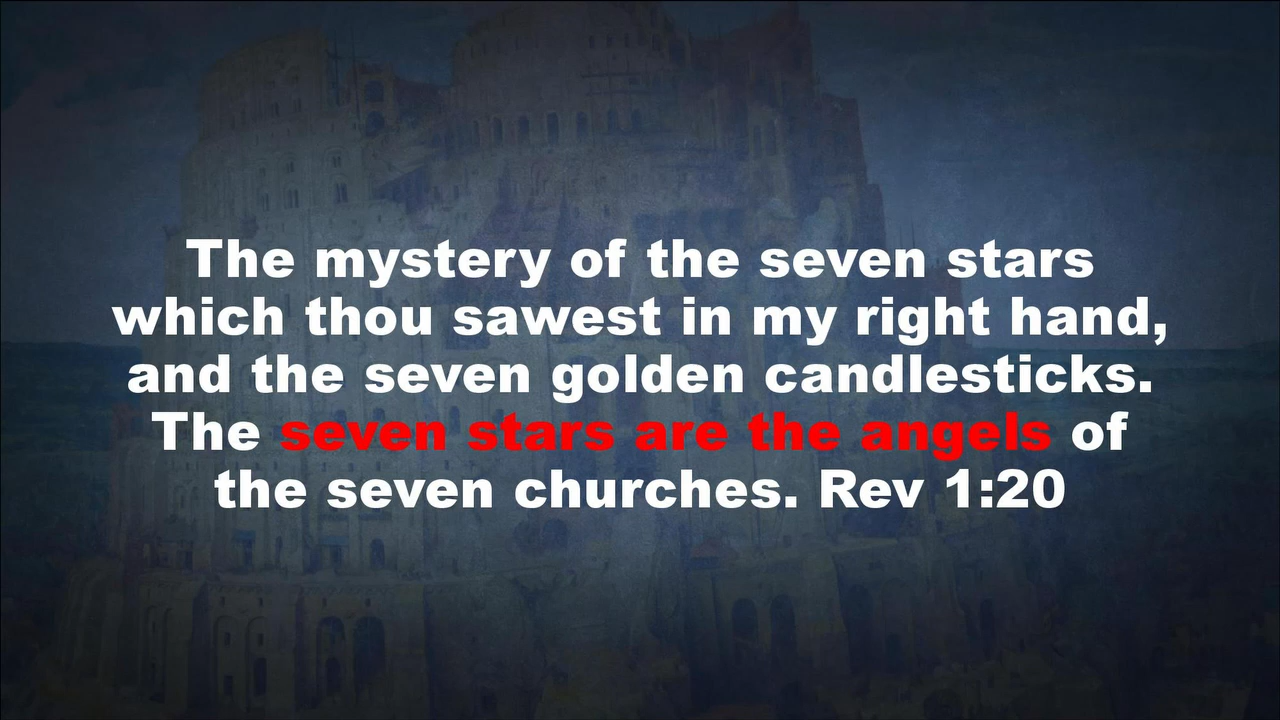 The mystery of the seven stars
which thou sawest in my right hand,
and the seven golden candlesticks.
The seven stars are the angels of
the seven churches. Rev 1:20